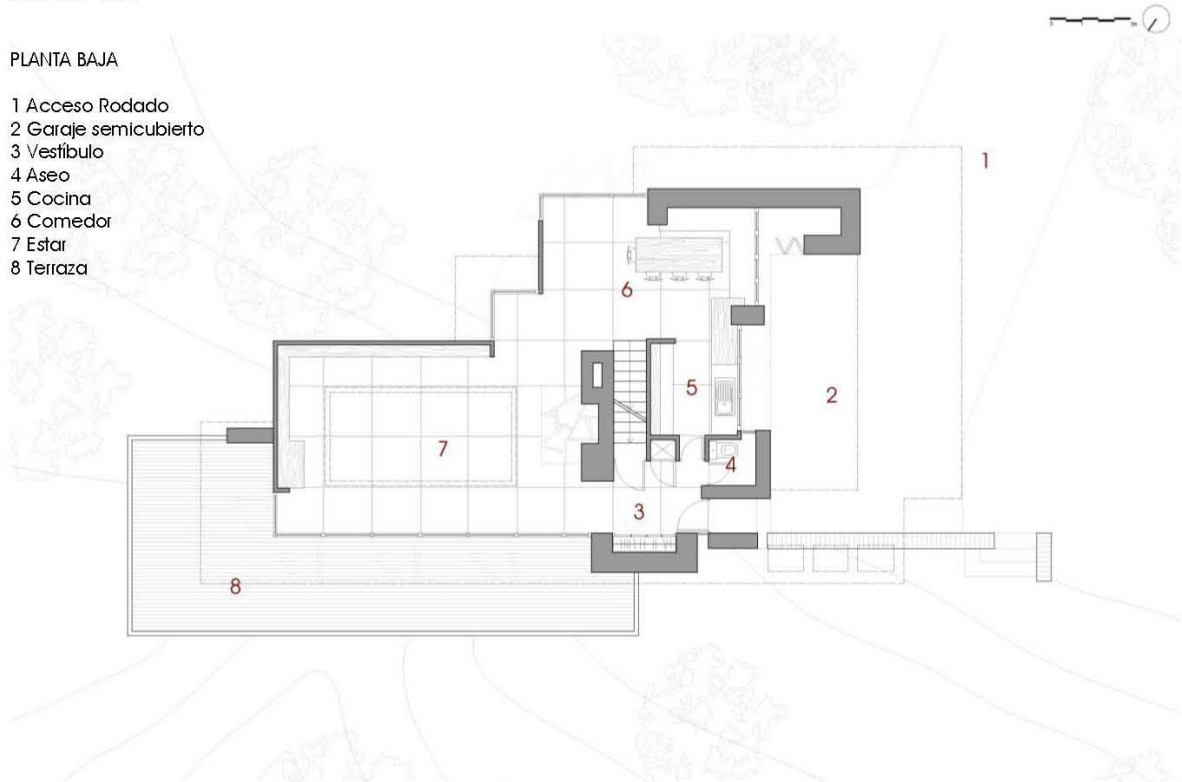 PLANTA BAJA
1 Acceso Rodado
2 Garaje semicubierto
3 Vestíbulo
4 Aseo
5 Cocina
6 Comedor
7 Estar
8 Terraza
1
6
5
2
7
4
3
8